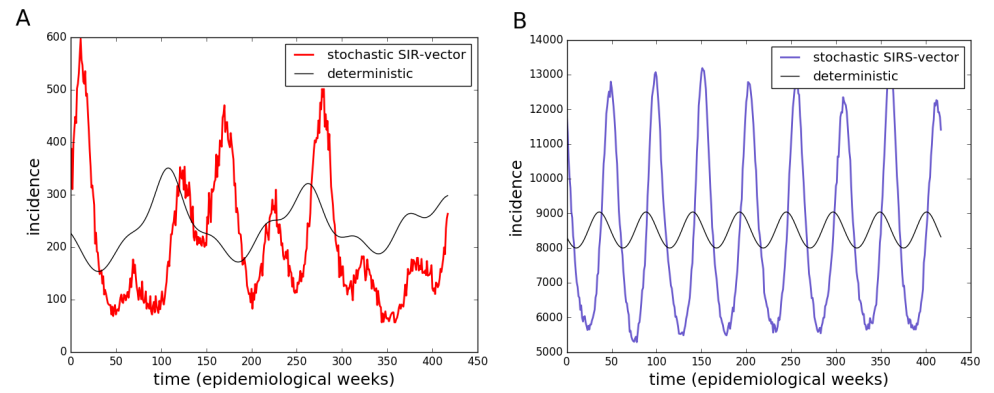 A
600
500
400
300
200
100
0
incidence
stochastic SIR-vector
deterministic
0 50 100 150 200 250 300 350 400 450
time (epidemiological weeks)
B
14000
13000
12000
11000
10000
9000
8000
7000
6000
5000
incidence
stochastic SIRS-vector
deterministic
0 50 100 150 200 250 300 350 400 450
time (epidemiological weeks)